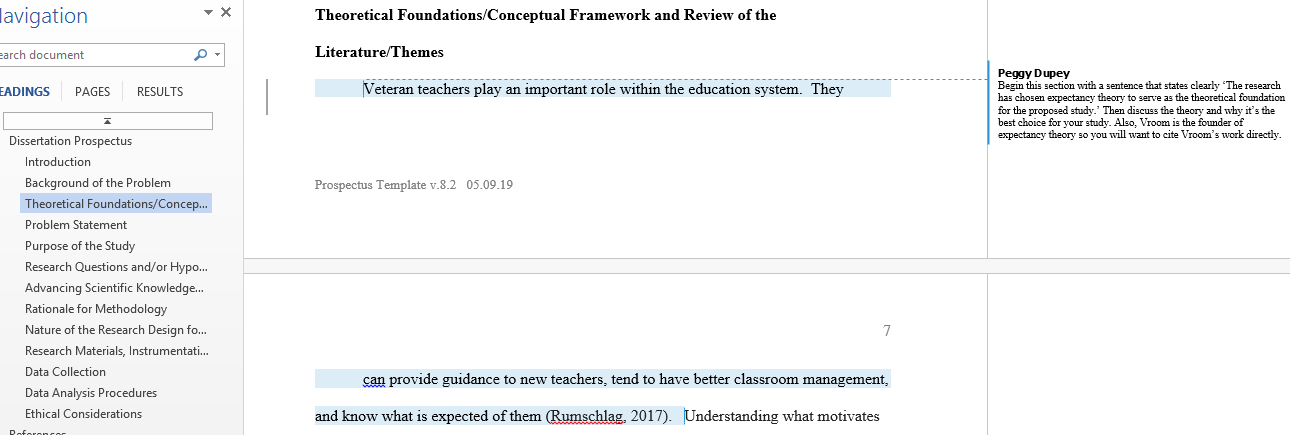 Navigation
Search document
HEADINGS PAGES RESULTS
Dissertation Prospectus
Introduction
Background of the Problem
Theoretical Foundations/Concep...
Problem Statement
Purpose of the Study
Research Questions and/or Hypo...
Advancing Scientific Knowledge...
Rationale for Methodology
Nature of the Research Design fo...
Research Materials, Instrumentati...
Data Collection
Data Analysis Procedures
Ethical Considerations
References
Theoretical Foundations/Conceptual Framework and Review of the
Literature/Themes
Veteran teachers play an important role within the education system. They
Prospectus Template v.8.2 05.09.19
7
can provide guidance to new teachers, tend to have better classroom management,
and know what is expected of them (Rumschlag, 2017). Understanding what motivates
Peggy Dupey
Begin this section with a sentence that states clearly ‘The research
has chosen expectancy theory to serve as the theoretical foundation
for the proposed study.’ Then discuss the theory and why it’s the
best choice for your study. Also, Vroom is the founder of
expectancy theory so you will want to cite Vroom’s work directly.